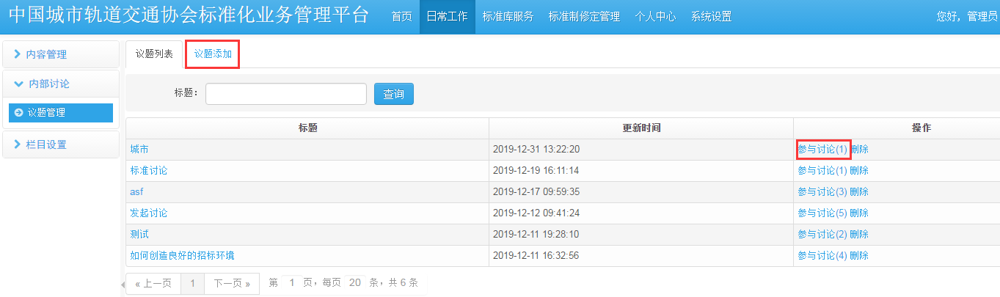 中国城市轨道交通协会标准化业务管理平台 首页 日常工作 标准库服务 标准制修定管理 个人中心 系统设置 您好，管理员
内容管理
内部讨论
议题管理
栏目设置
议题列表 议题添加
标题： 查询
标题 更新时间 操作
城市 2019-12-31 13:22:20 参与讨论(1) 删除
标准讨论 2019-12-19 16:11:14 参与讨论(1) 删除
asf 2019-12-17 09:59:35 参与讨论(3) 删除
发起讨论 2019-12-12 09:41:24 参与讨论(5) 删除
测试 2019-12-11 19:28:10 参与讨论(2) 删除
如何创造良好的招标环境 2019-12-11 16:32:56 参与讨论(4) 删除
« 上一页 1 下一页 » 第 1 页，每页 20 条，共 6 条